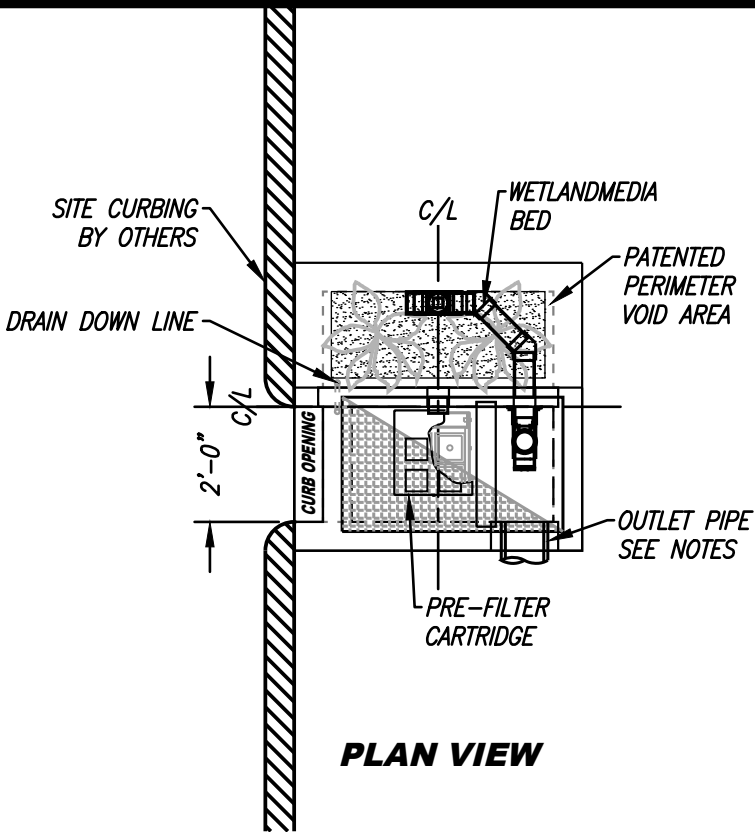 SITE CURBING
BY OTHERS
C/L
WETLANDMEDIA
BED
PATENTED
PERIMETER
VOID AREA
DRAIN DOWN LINE
C/L
2'-0"
CURB OPENING
OUTLET PIPE
SEE NOTES
PRE-FILTER
CARTRIDGE
PLAN VIEW